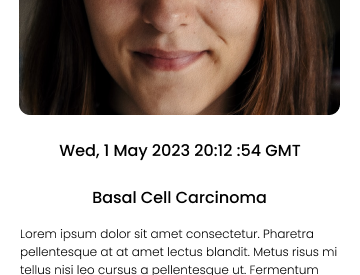 Wed, 1 May 2023 20:12 :54 GMT
Basal Cell Carcinoma
Lorem ipsum dolor sit amet consectetur. Pharetra
pellentesque at at amet lectus blandit. Metus risus mi
tellus nisi leo cursus a pellentesque ut. Fermentum